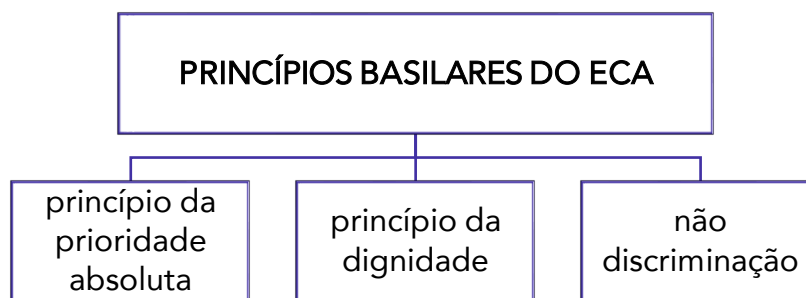 PRINCÍPIOS BASILARES DO ECA
princípio da
prioridade
absoluta
princípio da
dignidade
não
discriminação